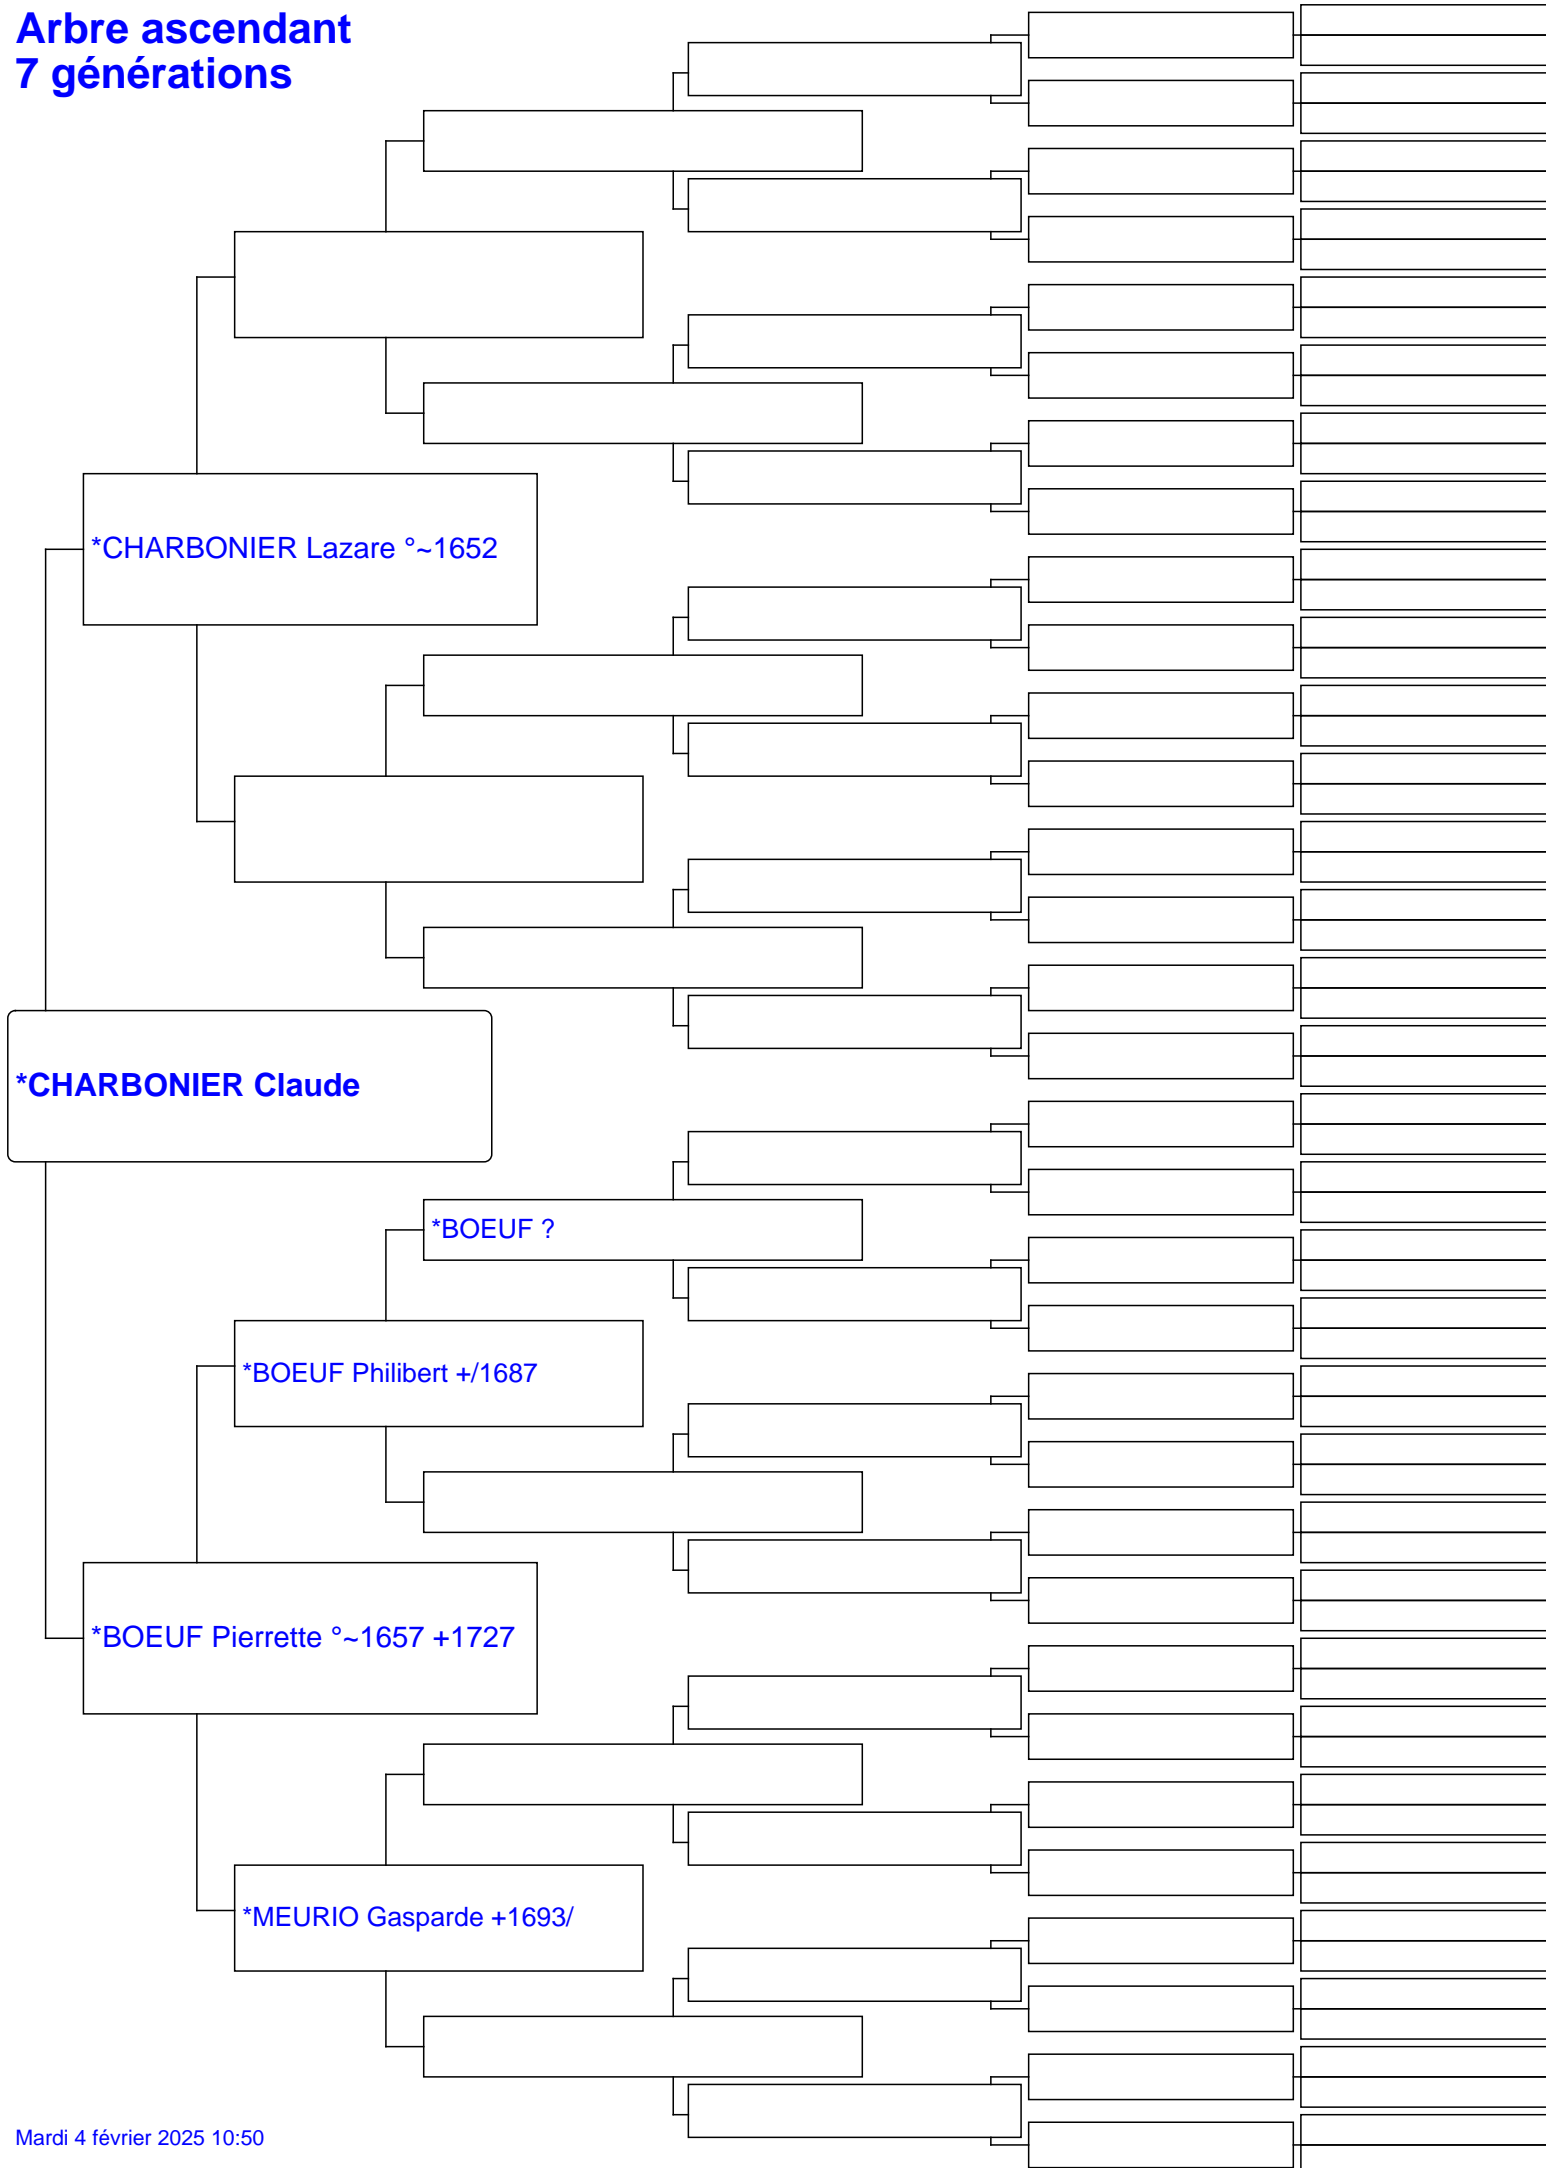 Arbre ascendant
7 générations
*CHARBONIER Lazare °~1652
*CHARBONIER Claude
*BOEUF ?
*BOEUF Philibert +/1687
*BOEUF Pierrette °~1657 +1727
*MEURIO Gasparde +1693/
Mardi 4 février 2025 10:50